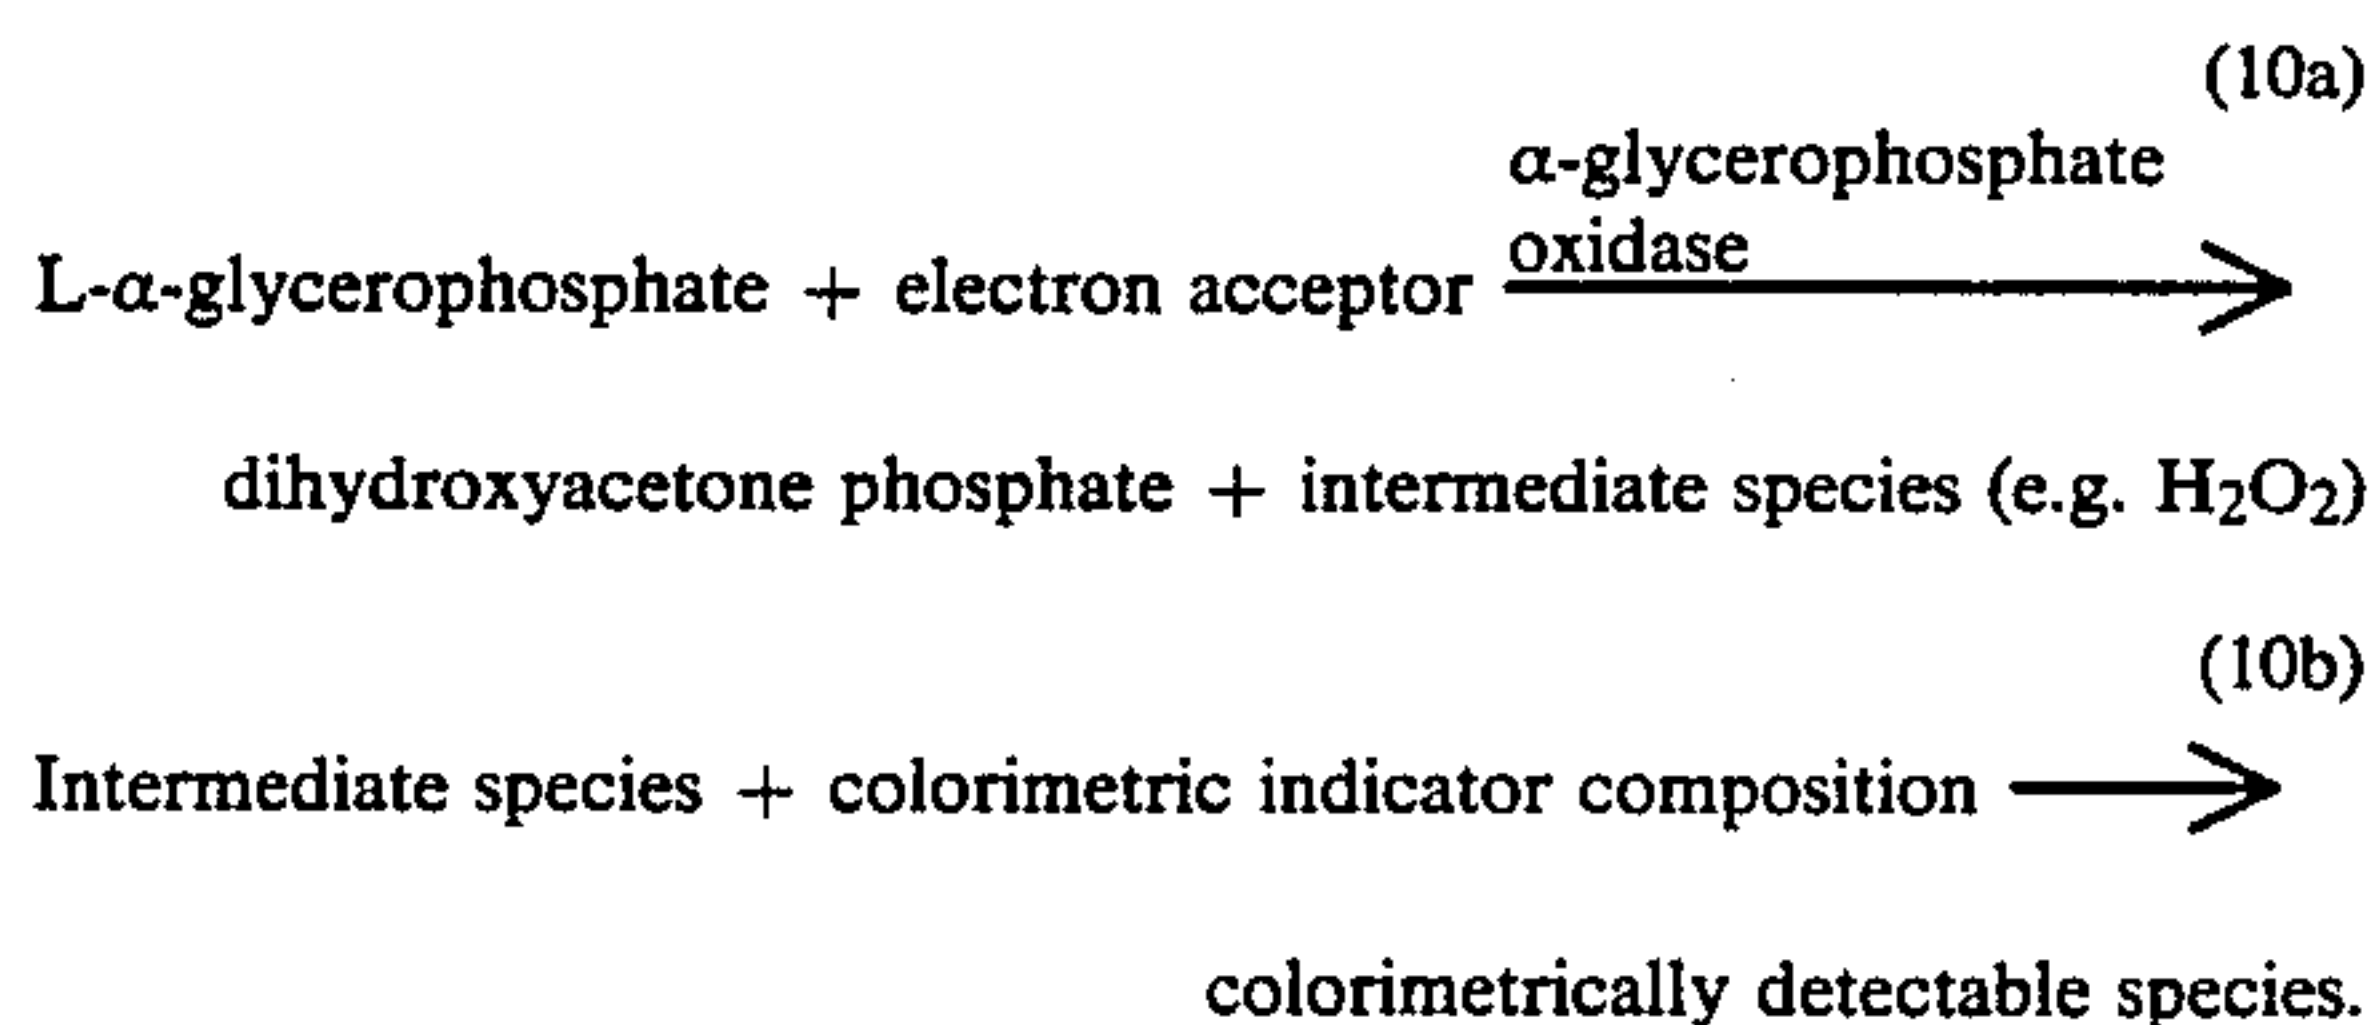 (10a)
α-glycerophosphate
oxidase
L-α-glycerophosphate + electron acceptor
dihydroxyacetone phosphate + intermediate species (e.g. H₂O₂)
(10b)
Intermediate species + colorimetric indicator composition
colorimetrically detectable species.